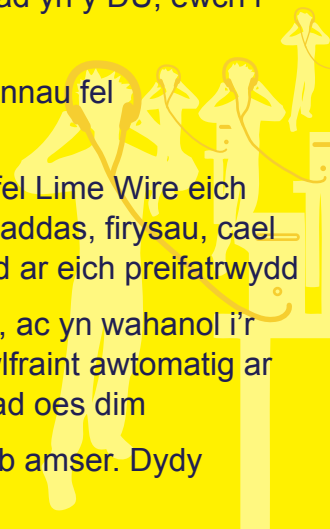 yn y DU, ewch i
nnau fel
fel Lime Wire eich
addas, firysau, cael
d ar eich preifatrwydd
, ac yn wahanol i'r
lfraint awtomatig ar
ad oes dim
b amser. Dydy